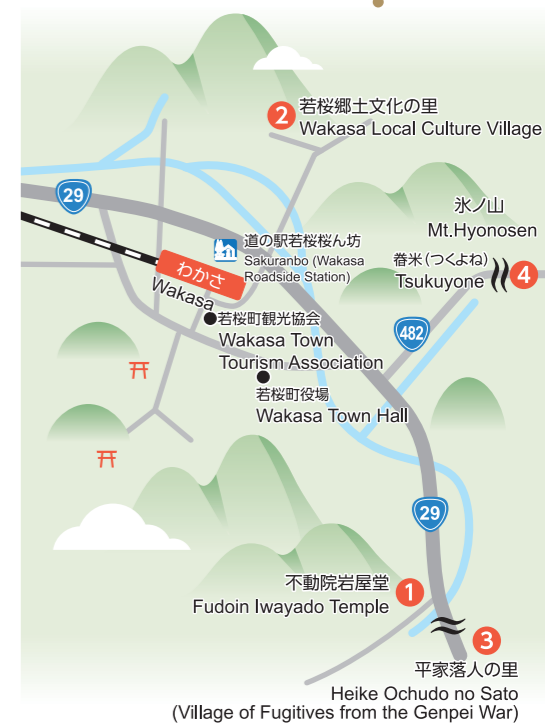 2
若桜郷土文化の里
Wakasa Local Culture Village
29
氷ノ山
Mt.Hyonosen
道の駅若桜桜ん坊
Sakuranbo (Wakasa
Roadside Station)
わかさ
Wakasa
巻米(つくよね)
Tsukuyone
4
若桜町観光協会
Wakasa Town
Tourism Association
482
若桜町役場
Wakasa Town Hall
29
不動院岩屋堂
Fudoin Iwayado Temple
1
3
平家落人の里
Heike Ochudo no Sato
(Village of Fugitives from the Genpei War)